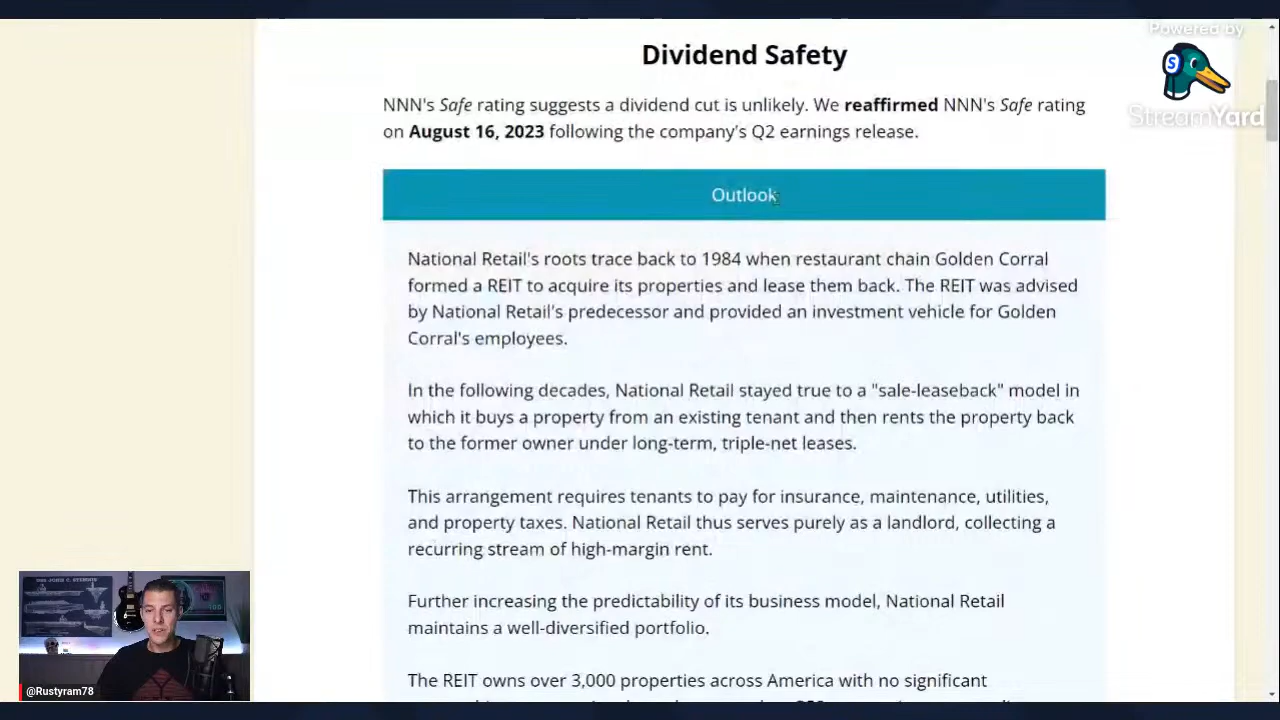 Powered by
StreamYard
Dividend Safety
NNN's Safe rating suggests a dividend cut is unlikely. We reaffirmed NNN's Safe rating
on August 16, 2023 following the company's Q2 earnings release.
Outlook
National Retail's roots trace back to 1984 when restaurant chain Golden Corral
formed a REIT to acquire its properties and lease them back. The REIT was advised
by National Retail's predecessor and provided an investment vehicle for Golden
Corral's employees.
In the following decades, National Retail stayed true to a "sale-leaseback" model in
which it buys a property from an existing tenant and then rents the property back
to the former owner under long-term, triple-net leases.
This arrangement requires tenants to pay for insurance, maintenance, utilities,
and property taxes. National Retail thus serves purely as a landlord, collecting a
recurring stream of high-margin rent.
Further increasing the predictability of its business model, National Retail
maintains a well-diversified portfolio.
The REIT owns over 3,000 properties across America with no significant
@Rustyram78